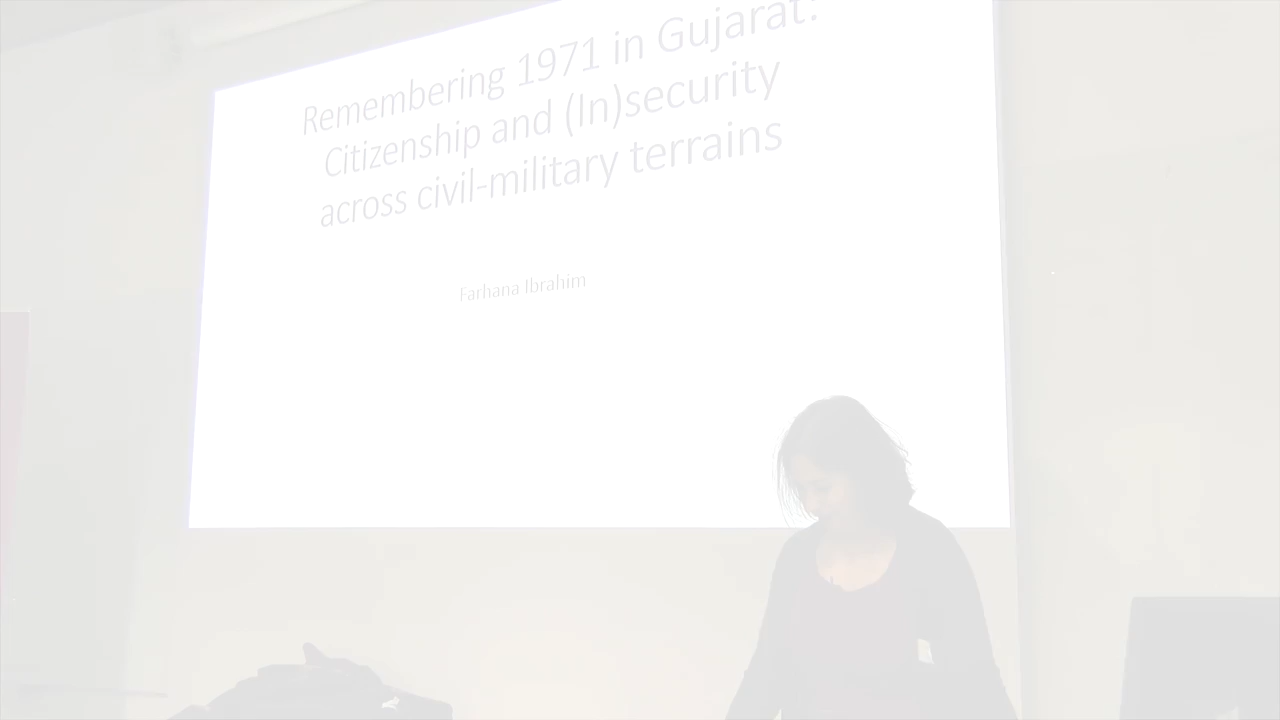 Remembering 1971 in Gujarat:
Citizenship and (In)security
across civil-military terrains
Farhana Ibrahim